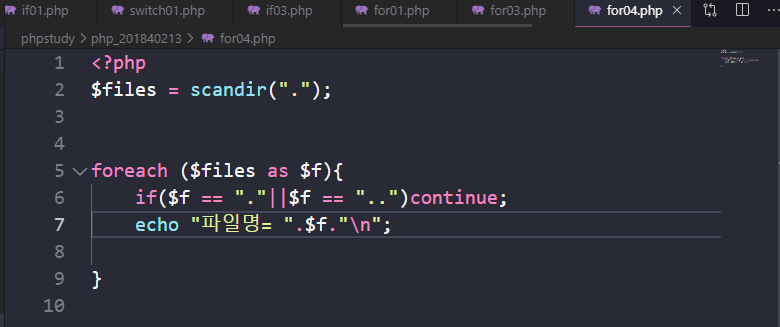 if01.php switch01.php if03.php for01.php for03.php for04.php
phpstudy > php_201840213 > for04.php
1 <?php
2 $files = scandir(".");
3
4
5 foreach ($files as $f){
6 if($f == "."||$f == "..")continue;
7 echo "파일명= ".$f."\n";
8
9 }
10